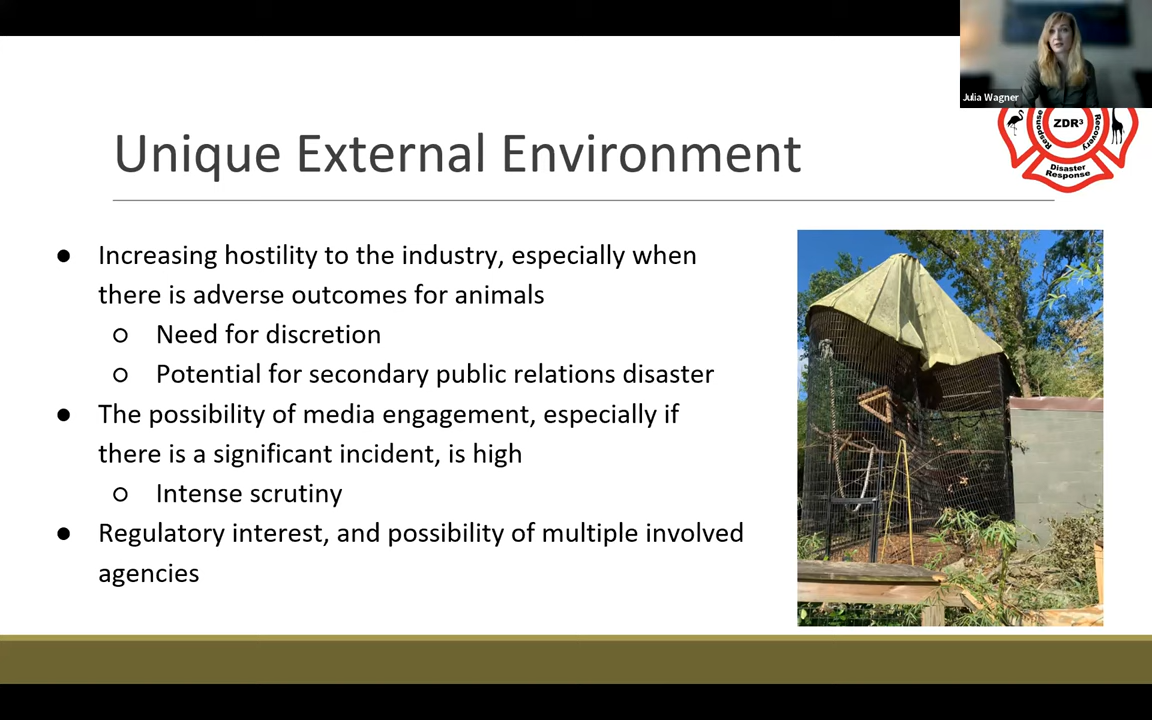 Julia Wagner
Unique External Environment
Response
ZDR³
Recovery
Disaster
Response
● Increasing hostility to the industry, especially when
there is adverse outcomes for animals
○ Need for discretion
○ Potential for secondary public relations disaster
● The possibility of media engagement, especially if
there is a significant incident, is high
○ Intense scrutiny
● Regulatory interest, and possibility of multiple involved
agencies